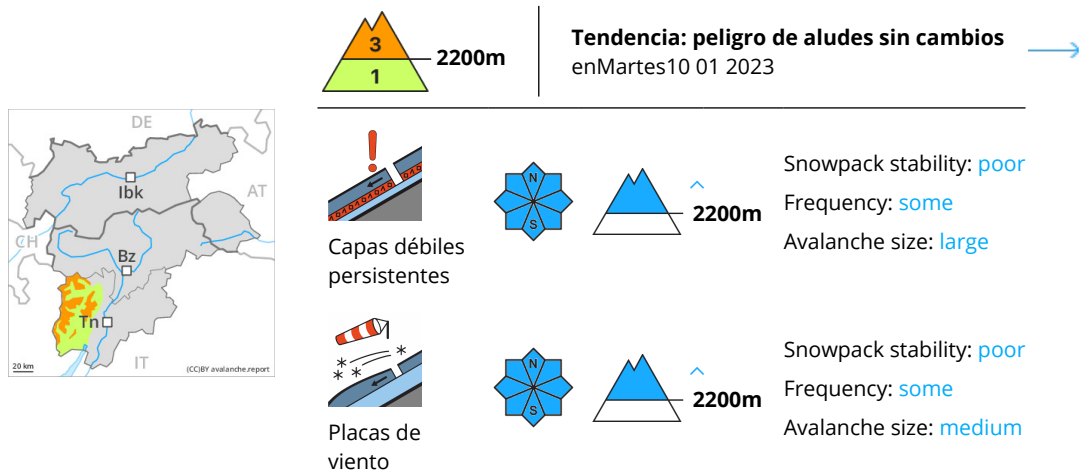 3
1
2200m
Tendencia: peligro de aludes sin cambios
enMartes10 01 2023
DE
Ibk
AT
CH
Bz
Tn
IT
20 km
(CC)BY avalanche.report
N
S
2200m
Capas débiles
persistentes
Snowpack stability: poor
Frequency: some
Avalanche size: large
N
S
2200m
Placas de
viento
Snowpack stability: poor
Frequency: some
Avalanche size: medium